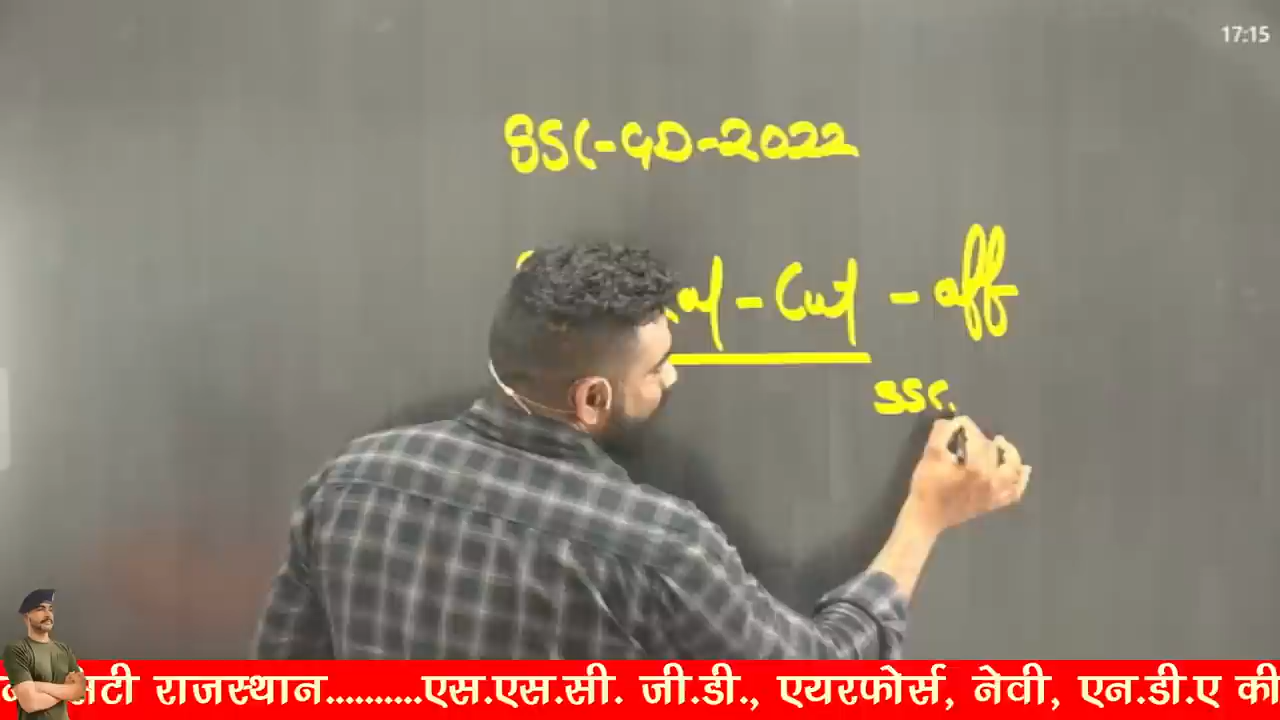 17:15
SSC-GD-2022
- Cut - off
SSC
राजस्थान..........एस.एस.सी. जी.डी., एयरफोर्स, नेवी, एन.डी.ए की